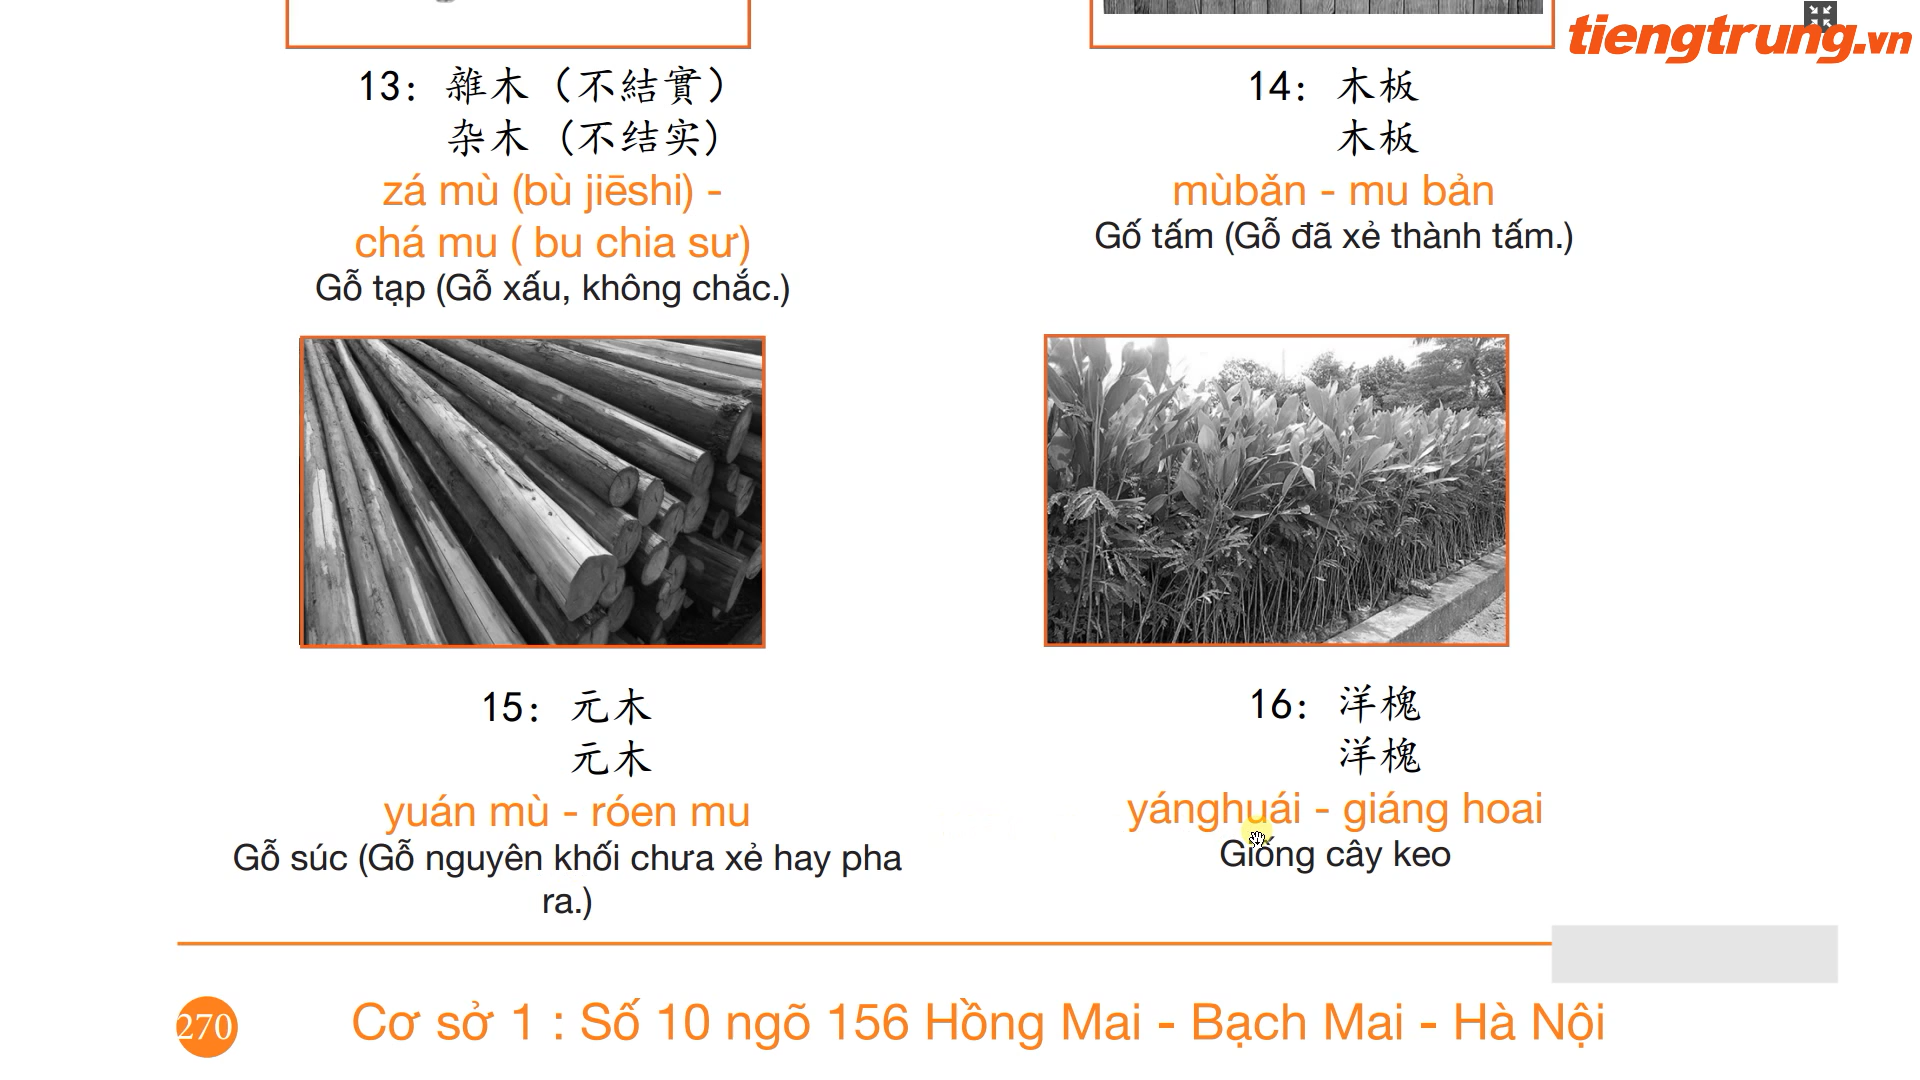 tiengtrung.vn
13: 雜木（不結實）
杂木（不结实）
zá mù (bù jiēshi) -
chá mu ( bu chia sư)
Gỗ tạp (Gỗ xấu, không chắc.)
14: 木板
木板
mùbǎn - mu bản
Gố tấm (Gỗ đã xẻ thành tấm.)
15: 元木
元木
yuán mù - róen mu
Gỗ súc (Gỗ nguyên khối chưa xẻ hay pha
ra.)
16: 洋槐
洋槐
yánghuái - giáng hoai
Giống cây keo
270
Cơ sở 1 : Số 10 ngõ 156 Hồng Mai - Bạch Mai - Hà Nội